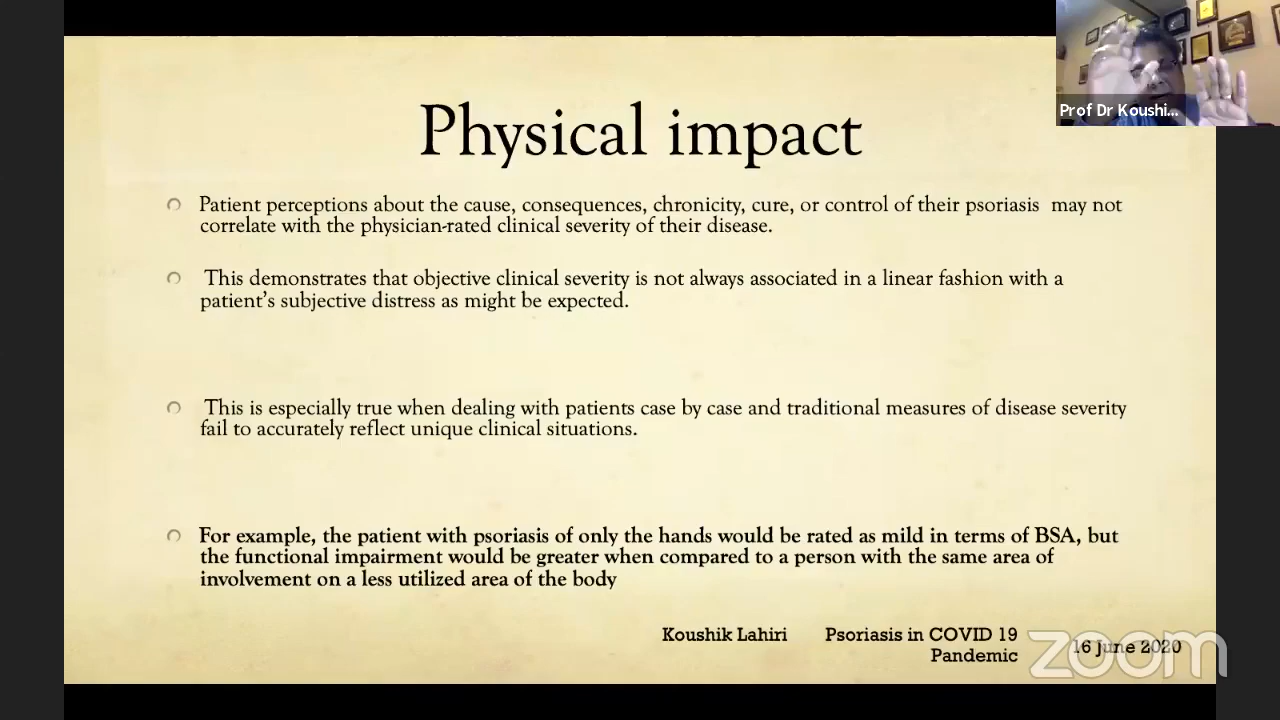 Prof Dr Koushi...
Physical impact
Patient perceptions about the cause, consequences, chronicity, cure, or control of their psoriasis may not
correlate with the physician-rated clinical severity of their disease.
This demonstrates that objective clinical severity is not always associated in a linear fashion with a
patient's subjective distress as might be expected.
This is especially true when dealing with patients case by case and traditional measures of disease severity
fail to accurately reflect unique clinical situations.
For example, the patient with psoriasis of only the hands would be rated as mild in terms of BSA, but
the functional impairment would be greater when compared to a person with the same area of
involvement on a less utilized area of the body
Koushik Lahiri
Psoriasis in COVID 19
Pandemic
16 June 2020
zoom